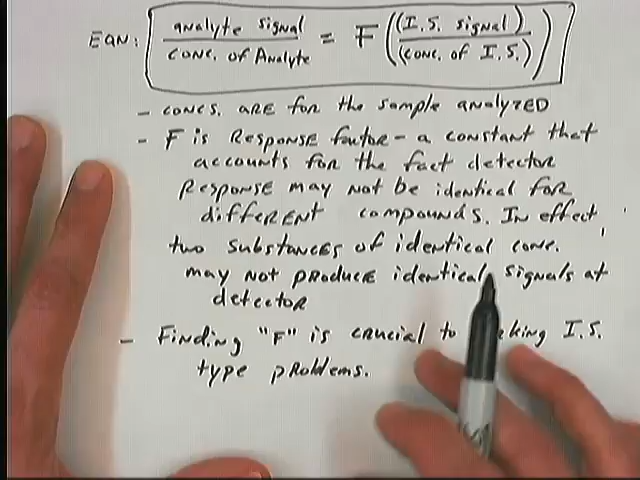 EQN: analyte signal / conc. of Analyte = F ((I.S. signal) / (conc. of I.S.))
- concs. ARE for the sample analyzED
- F is Response factor - a constant that
accounts for the fact detector
Response may not be identical for
different compounds. In effect,
two substances of identical conc.
may not produce identical signals at
detector
- Finding "F" is crucial to I.S.
type problems.